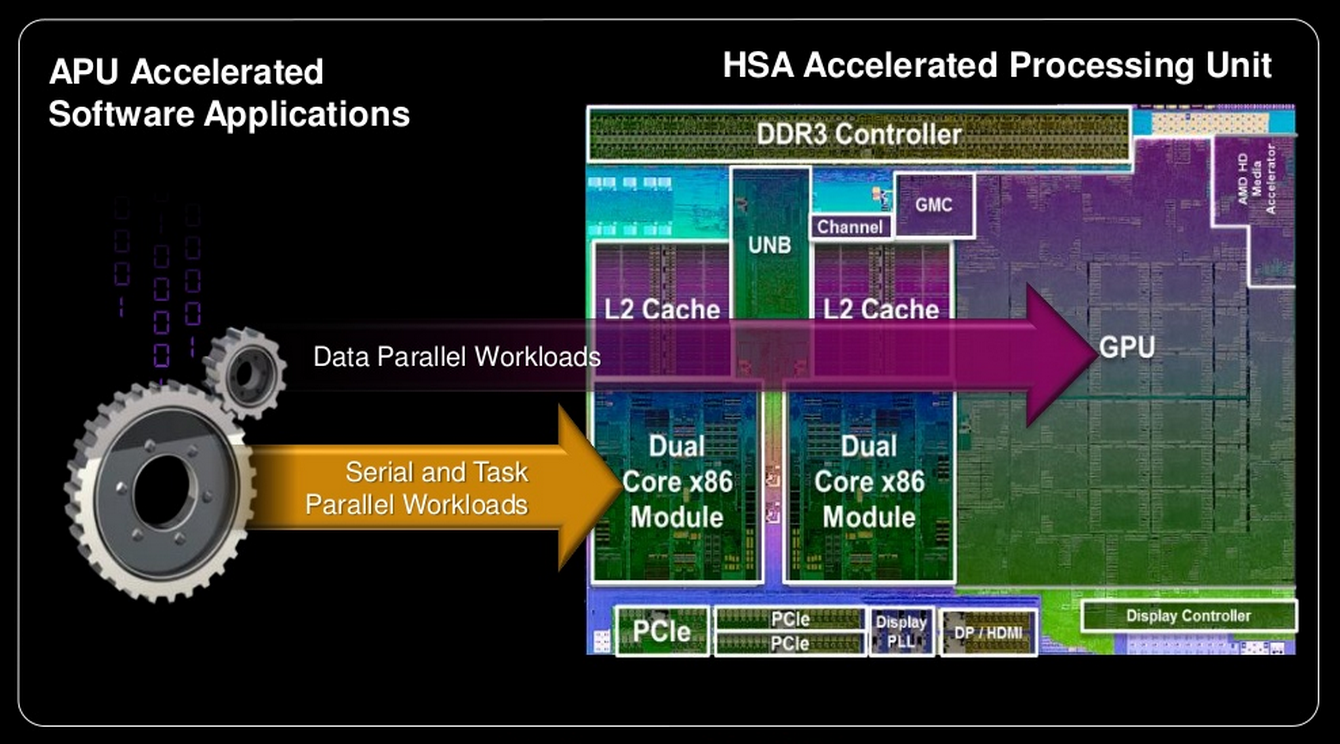 APU Accelerated
Software Applications
HSA Accelerated Processing Unit
DDR3 Controller
AMD HD
Media
Accelerator
GMC
Channel
UNB
L2 Cache
L2 Cache
Data Parallel Workloads
GPU
Serial and Task
Parallel Workloads
Dual
Core x86
Module
Dual
Core x86
Module
PCIe
PCIe
PCIe
Display
PLL
DP / HDMI
Display Controller